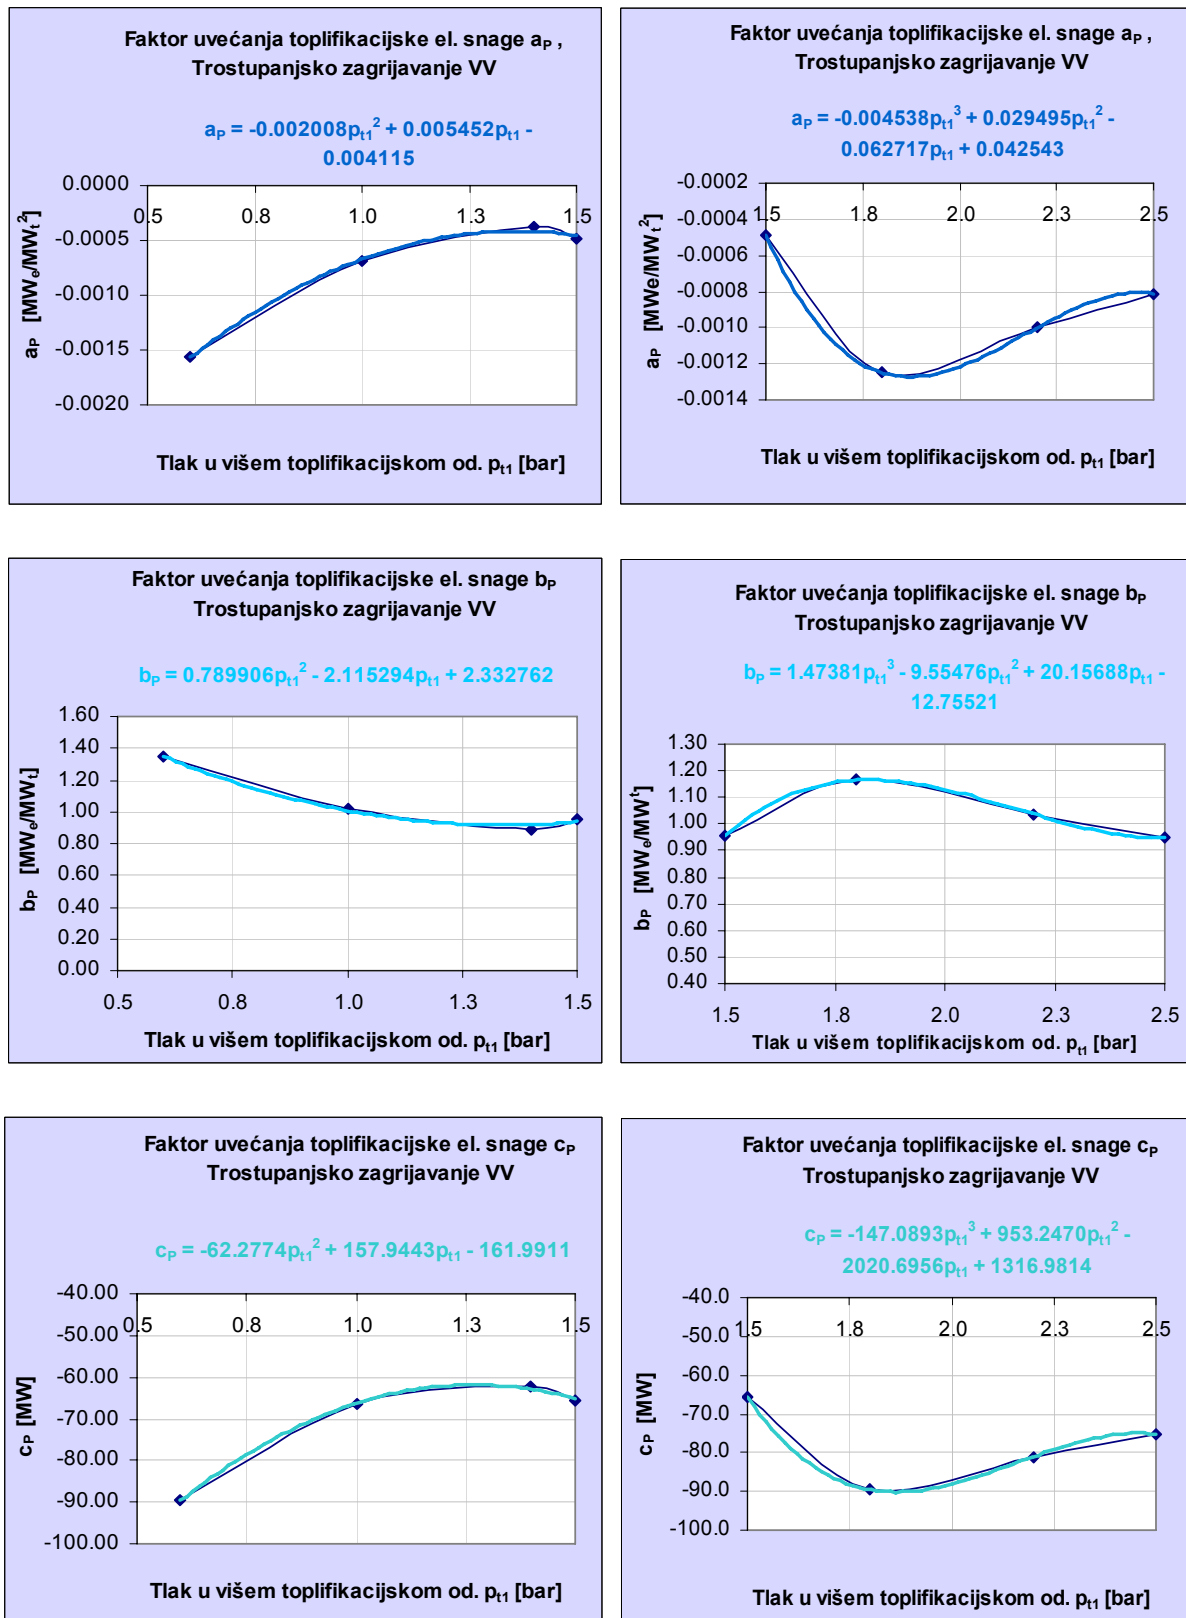 Faktor uvećanja toplifikacijske el. snage aP ,
Trostupanjsko zagrijavanje VV
aP = -0.002008pt1² + 0.005452pt1 -
0.004115
0.0000
-0.0005
-0.0010
-0.0015
-0.0020
0.5 0.8 1.0 1.3 1.5
aP [MWe/MWt²]
Tlak u višem toplifikacijskom od. pt1 [bar]
Faktor uvećanja toplifikacijske el. snage aP ,
Trostupanjsko zagrijavanje VV
aP = -0.004538pt1³ + 0.029495pt1² -
0.062717pt1 + 0.042543
-0.0002
-0.0004
-0.0006
-0.0008
-0.0010
-0.0012
-0.0014
1.5 1.8 2.0 2.3 2.5
aP [MWe/MWt²]
Tlak u višem toplifikacijskom od. pt1 [bar]
Faktor uvećanja toplifikacijske el. snage bP
Trostupanjsko zagrijavanje VV
bP = 0.789906pt1² - 2.115294pt1 + 2.332762
1.60
1.40
1.20
1.00
0.80
0.60
0.40
0.20
0.00
0.5 0.8 1.0 1.3 1.5
bP [MWe/MWt]
Tlak u višem toplifikacijskom od. pt1 [bar]
Faktor uvećanja toplifikacijske el. snage bP
Trostupanjsko zagrijavanje VV
bP = 1.47381pt1³ - 9.55476pt1² + 20.15688pt1 -
12.75521
1.30
1.20
1.10
1.00
0.90
0.80
0.70
0.60
0.50
0.40
1.5 1.8 2.0 2.3 2.5
bP [MWe/MWt]
Tlak u višem toplifikacijskom od. pt1 [bar]
Faktor uvećanja toplifikacijske el. snage cP
Trostupanjsko zagrijavanje VV
cP = -62.2774pt1² + 157.9443pt1 - 161.9911
-40.00
-50.00
-60.00
-70.00
-80.00
-90.00
-100.00
0.5 0.8 1.0 1.3 1.5
cP [MW]
Tlak u višem toplifikacijskom od. pt1 [bar]
Faktor uvećanja toplifikacijske el. snage cP
Trostupanjsko zagrijavanje VV
cP = -147.0893pt1³ + 953.2470pt1² -
2020.6956pt1 + 1316.9814
-40.0
-50.0
-60.0
-70.0
-80.0
-90.0
-100.0
1.5 1.8 2.0 2.3 2.5
cP [MW]
Tlak u višem toplifikacijskom od. pt1 [bar]